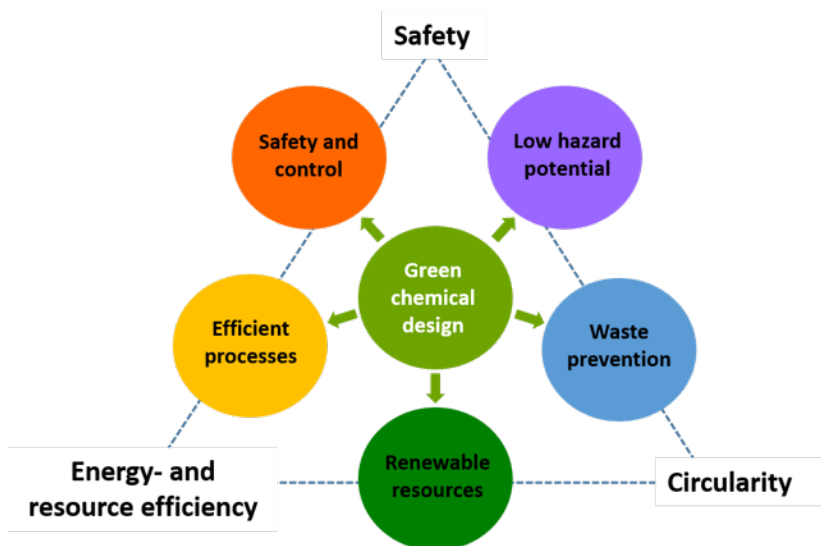 Safety
Safety and
control
Low hazard
potential
Green
chemical
design
Efficient
processes
Waste
prevention
Renewable
resources
Energy- and
resource efficiency
Circularity